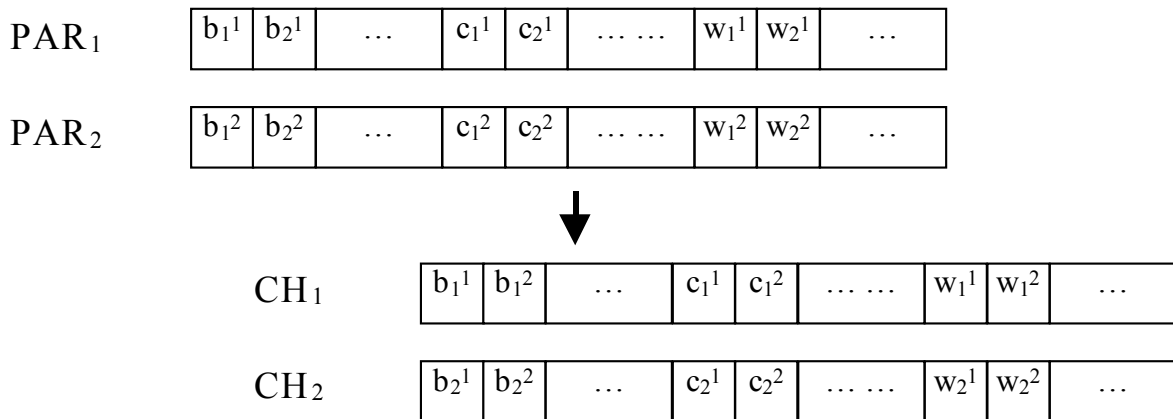 PAR₁ b₁¹ b₂¹ … c₁¹ c₂¹ … … w₁¹ w₂¹ …
PAR₂ b₁² b₂² … c₁² c₂² … … w₁² w₂² …
CH₁ b₁¹ b₁² … c₁¹ c₁² … … w₁¹ w₁² …
CH₂ b₂¹ b₂² … c₂¹ c₂² … … w₂¹ w₂² …